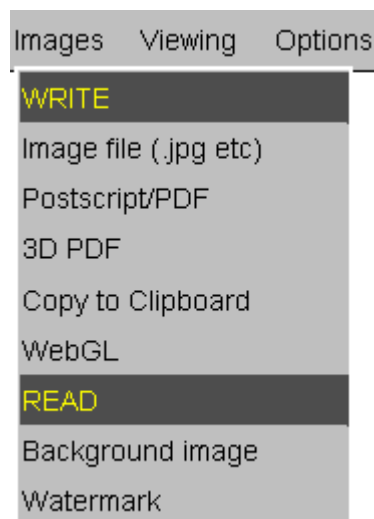 Images Viewing Options
WRITE
Image file (.jpg etc)
Postscript/PDF
3D PDF
Copy to Clipboard
WebGL
READ
Background image
Watermark